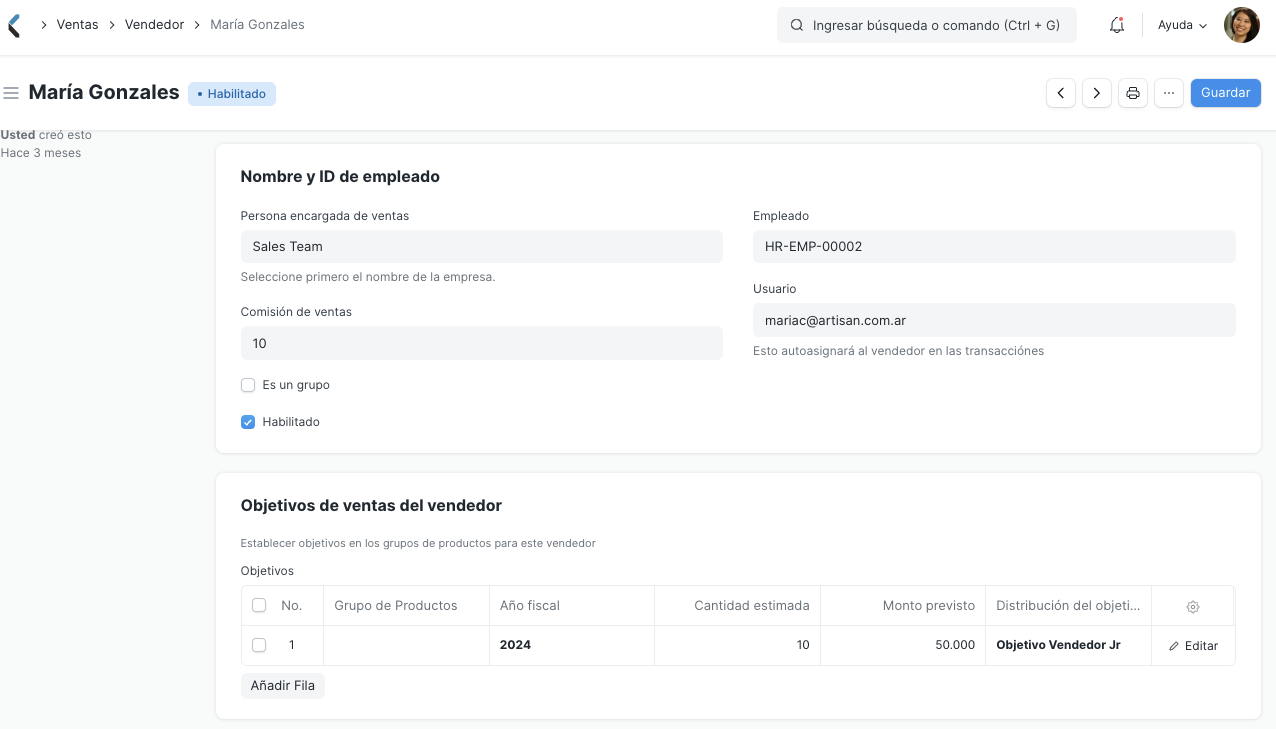 Ventas Vendedor María Gonzales
Ingresar búsqueda o comando (Ctrl + G)
Ayuda
María Gonzales
• Habilitado
Guardar
Usted creó esto
Hace 3 meses
Nombre y ID de empleado
Persona encargada de ventas
Sales Team
Seleccione primero el nombre de la empresa.
Comisión de ventas
10
Es un grupo
Habilitado
Empleado
HR-EMP-00002
Usuario
mariac@artisan.com.ar
Esto autoasignará al vendedor en las transacciónes
Objetivos de ventas del vendedor
Establecer objetivos en los grupos de productos para este vendedor
Objetivos
No. Grupo de Productos Año fiscal Cantidad estimada Monto previsto Distribución del objeti...
1 2024 10 50.000 Objetivo Vendedor Jr Editar
Añadir Fila